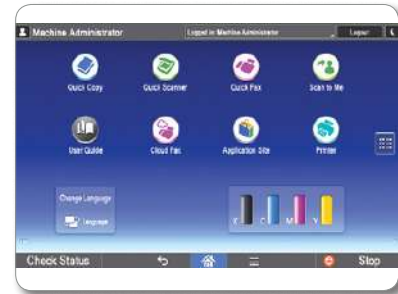 Machine Administrator
Logged in: Machine Administrator
Logout
Quick Copy
Quick Scanner
Quick Fax
Scan to Me
User Guide
Cloud Fax
Application Site
Printer
Change Language
Language
K C M Y
Check Status
Stop